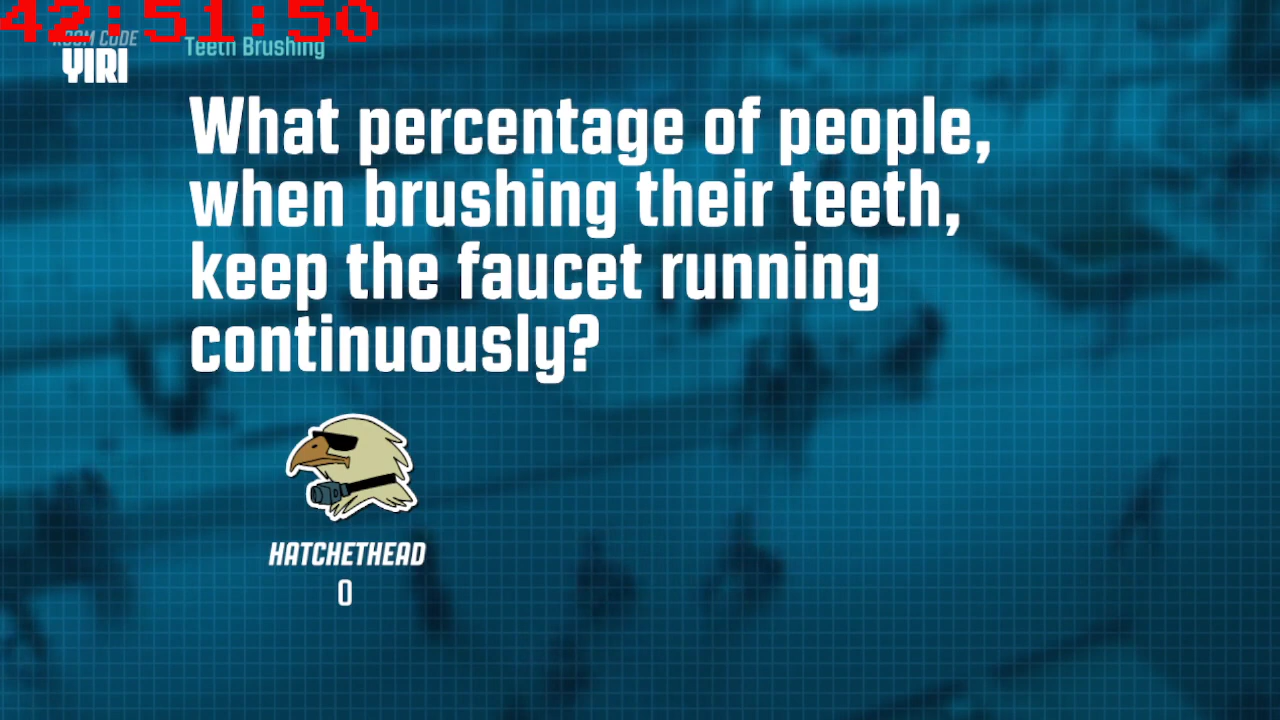 42:51:50
ROOM CODE
YIRI
Teeth Brushing
What percentage of people,
when brushing their teeth,
keep the faucet running
continuously?
HATCHETHEAD
0